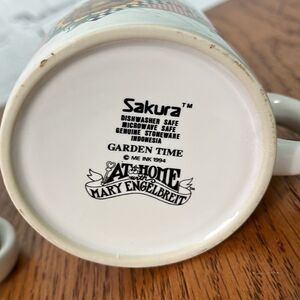 Sakura™
DISHWASHER SAFE
MICROWAVE SAFE
GENUINE STONEWARE
INDONESIA
GARDEN TIME
© ME INK 1994
AT HOME
with
MARY ENGELBREIT